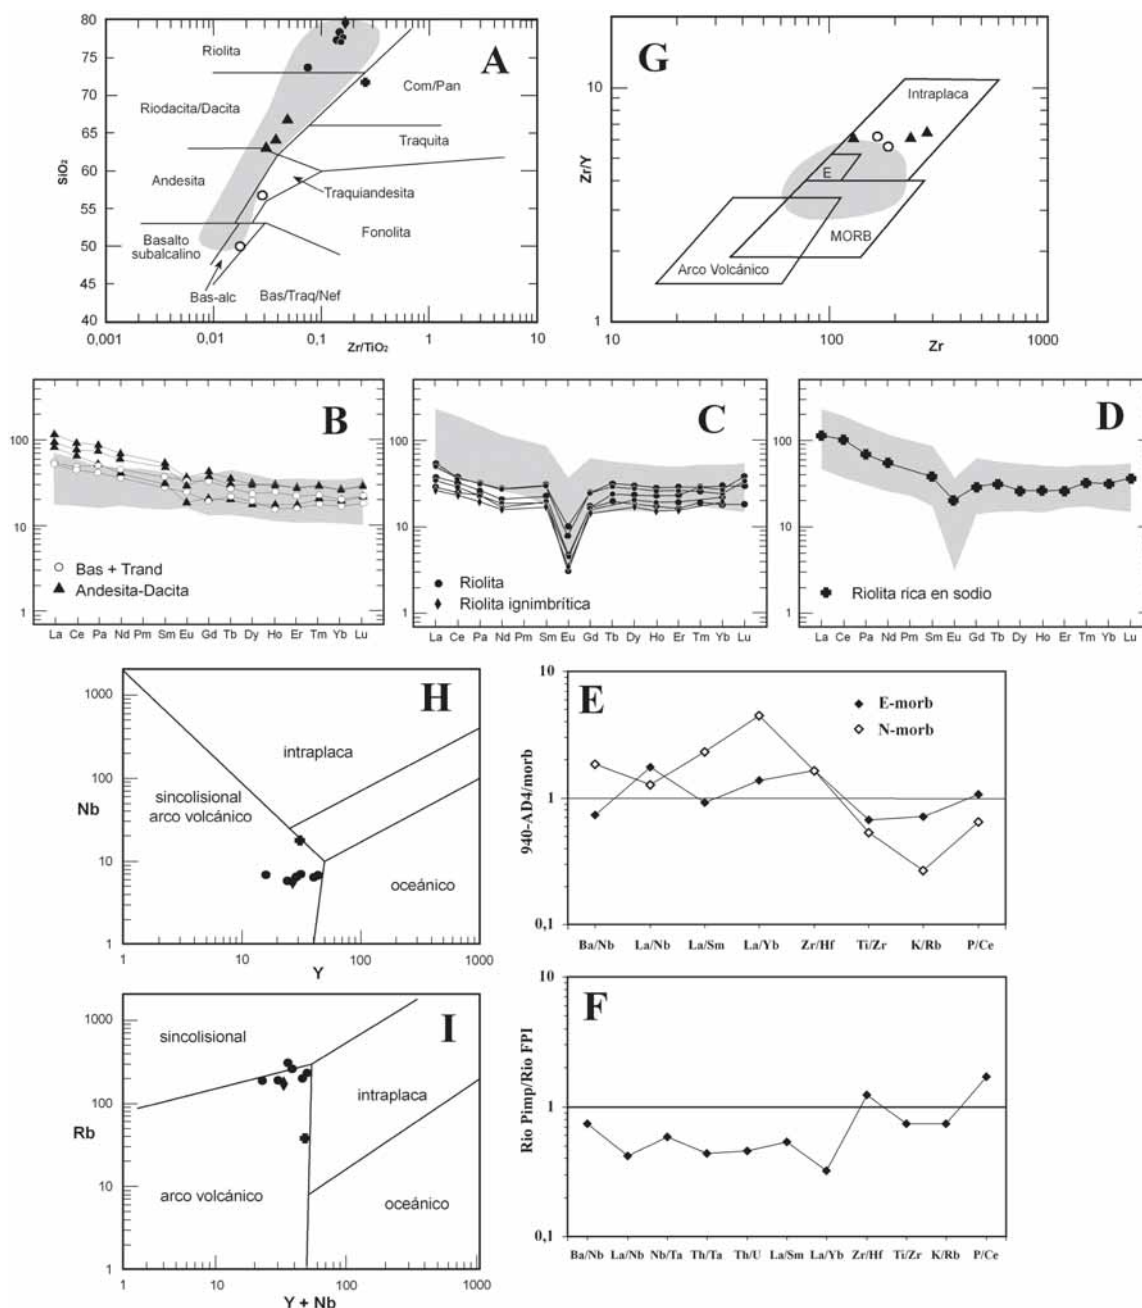 A
SiO₂
80
75
70
65
60
55
50
45
40
Riolita
Riodacita/Dacita
Andesita
Basalto
subalcalino
Bas-alc
Com/Pan
Traquita
Traquiandesita
Fonolita
Bas/Traq/Nef
0,001
0,01
0,1
1
10
Zr/TiO₂
G
Zr/Y
10
1
Intraplaca
E
MORB
Arco Volcánico
10
100
1000
Zr
B
100
10
1
Bas + Trand
Andesita-Dacita
La Ce Pa Nd Pm Sm Eu Gd Tb Dy Ho Er Tm Yb Lu
C
100
10
1
Riolita
Riolita ignimbrítica
La Ce Pa Nd Pm Sm Eu Gd Tb Dy Ho Er Tm Yb Lu
D
100
10
1
Riolita rica en sodio
La Ce Pa Nd Pm Sm Eu Gd Tb Dy Ho Er Tm Yb Lu
H
Nb
1000
100
10
1
intraplaca
sincolisional
arco volcánico
oceánico
1
10
100
1000
Y
E
940-AD4/morb
10
1
0,1
E-morb
N-morb
Ba/Nb La/Nb La/Sm La/Yb Zr/Hf Ti/Zr K/Rb P/Ce
I
Rb
1000
100
10
1
sincolisional
intraplaca
arco volcánico
oceánico
1
10
100
1000
Y + Nb
F
Rio Pimp/Rio FPI
10
1
0,1
Ba/Nb La/Nb Nb/Ta Th/Ta Th/U La/Sm La/Yb Zr/Hf Ti/Zr K/Rb P/Ce